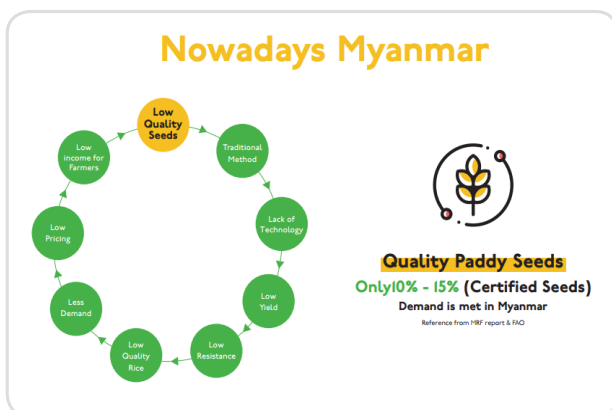 Nowadays Myanmar
Low
Quality
Seeds
Traditional
Method
Lack of
Technology
Low
Yield
Low
Resistance
Low
Quality
Rice
Less
Demand
Low
Pricing
Low
income for
Farmers
Quality Paddy Seeds
Only10% - 15% (Certified Seeds)
Demand is met in Myanmar
Reference from MRF report & FAO